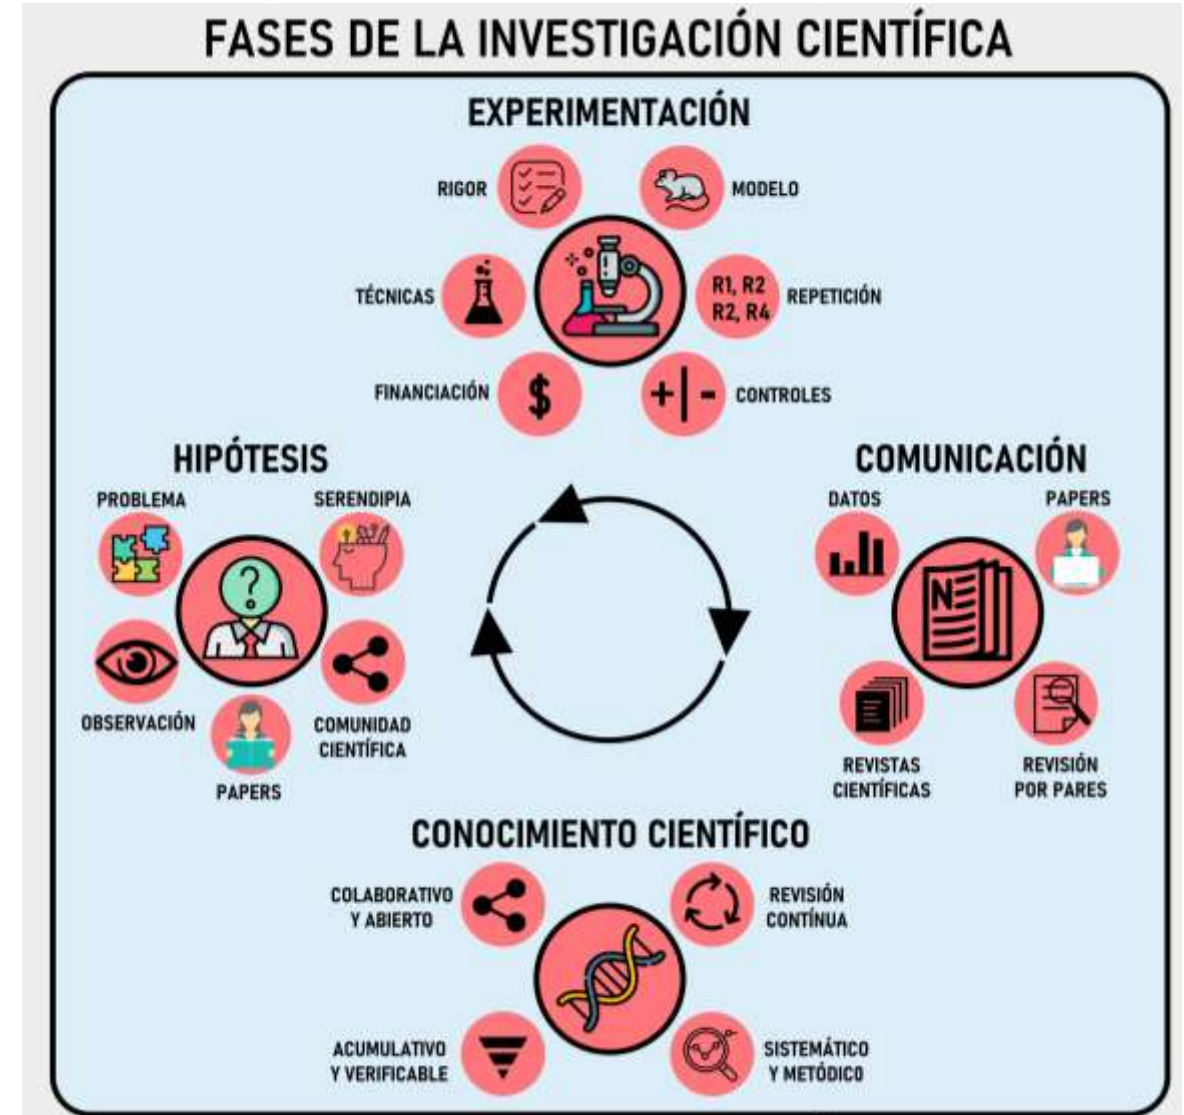 FASES DE LA INVESTIGACIÓN CIENTÍFICA
EXPERIMENTACIÓN
RIGOR
MODELO
TÉCNICAS
R1, R2
R2, R4
REPETICIÓN
FINANCIACIÓN
$
+|-
CONTROLES
HIPÓTESIS
PROBLEMA
SERENDIPIA
?
OBSERVACIÓN
COMUNIDAD
CIENTÍFICA
PAPERS
COMUNICACIÓN
DATOS
PAPERS
N
REVISTAS
CIENTÍFICAS
REVISIÓN
POR PARES
CONOCIMIENTO CIENTÍFICO
COLABORATIVO
Y ABIERTO
REVISIÓN
CONTÍNUA
ACUMULATIVO
Y VERIFICABLE
SISTEMÁTICO
Y METÓDICO